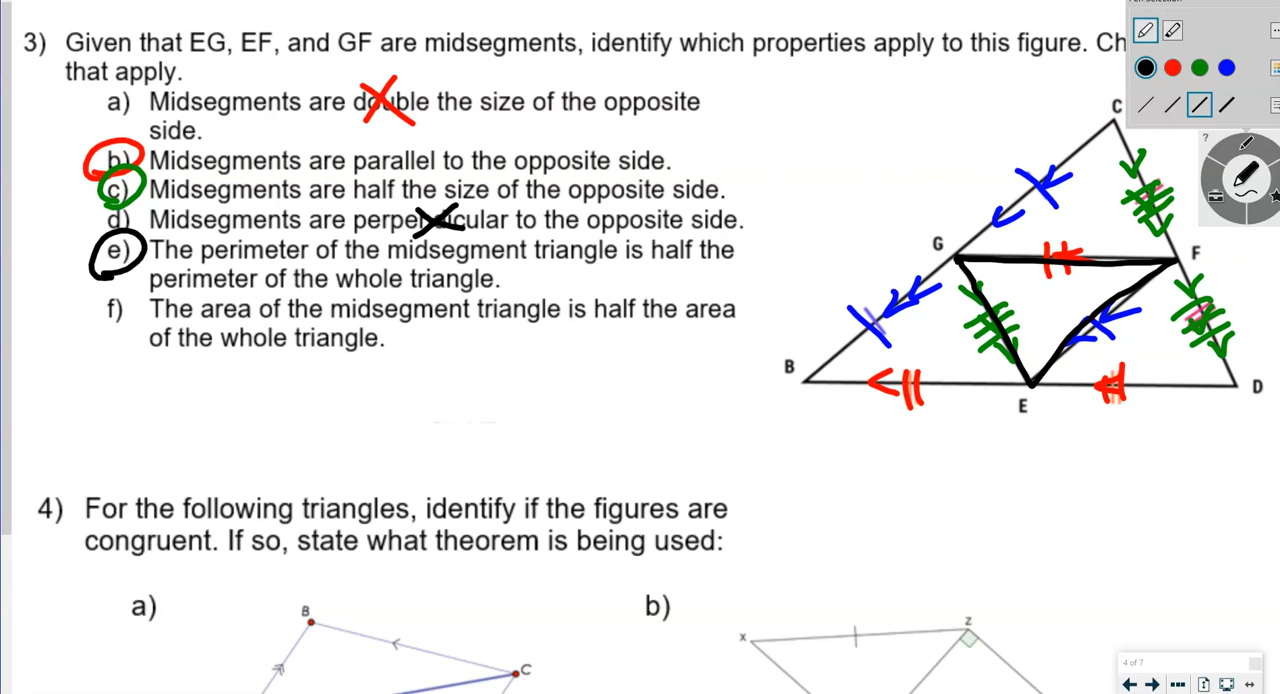 3) Given that EG, EF, and GF are midsegments, identify which properties apply to this figure. Ch
that apply.
a) Midsegments are double the size of the opposite
side.
b) Midsegments are parallel to the opposite side.
c) Midsegments are half the size of the opposite side.
d) Midsegments are perpendicular to the opposite side.
e) The perimeter of the midsegment triangle is half the
perimeter of the whole triangle.
f) The area of the midsegment triangle is half the area
of the whole triangle.
C
G
F
B
E
D
?
4) For the following triangles, identify if the figures are
congruent. If so, state what theorem is being used:
a)
b)
B
C
X
Z
4 of 7